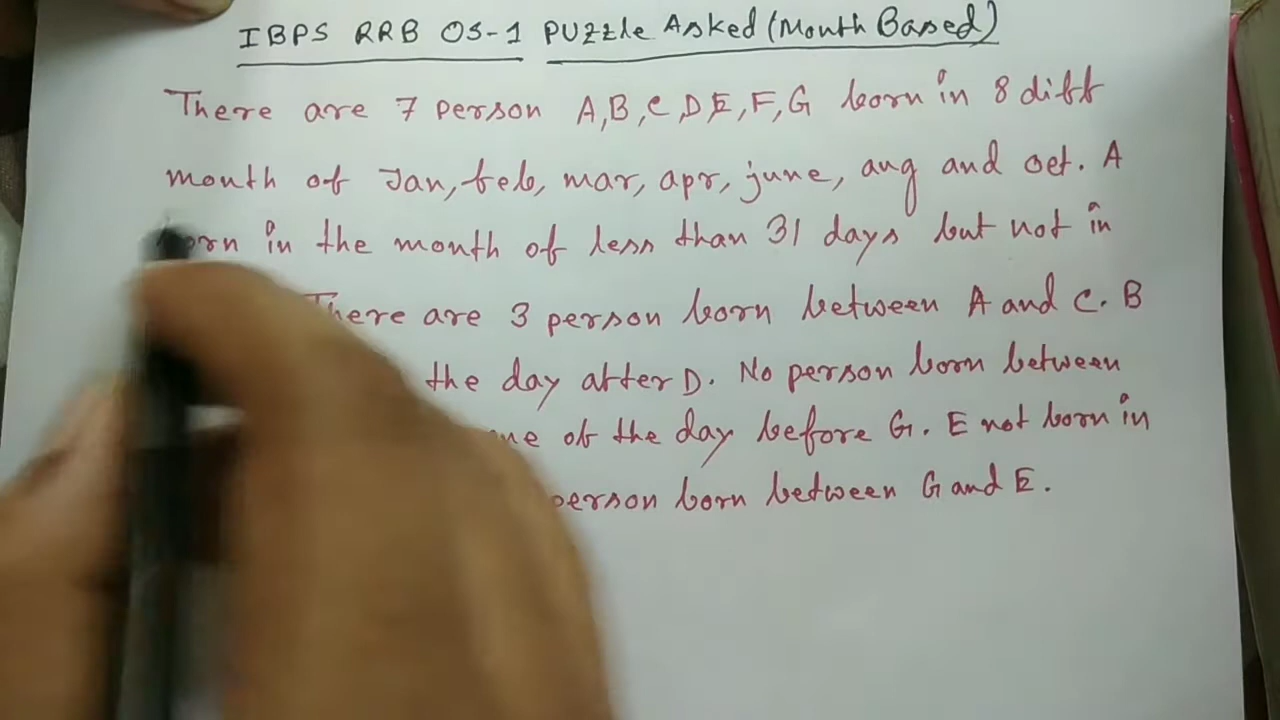 IBPS RRB OS-1 PUZZle Asked (Month Based)
There are 7 person A,B,C,D,E,F,G born in 8 diff
month of Jan, feb, mar, apr, june, aug and oct. A
born in the month of less than 31 days but not in
There are 3 person born between A and C. B
the day after D. No person born between
of the day before G. E not born in
person born between G and E.